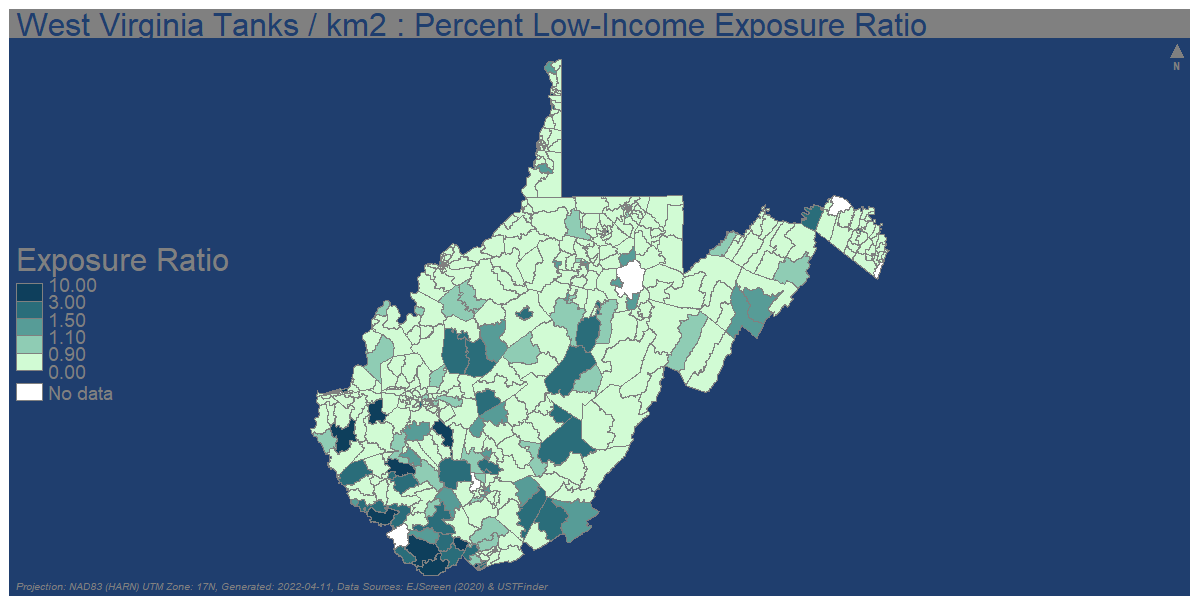 West Virginia Tanks / km2 : Percent Low-Income Exposure Ratio
N
Exposure Ratio
10.00
3.00
1.50
1.10
0.90
0.00
No data
Projection: NAD83 (HARN) UTM Zone: 17N, Generated: 2022-04-11, Data Sources: EJScreen (2020) & USTFinder